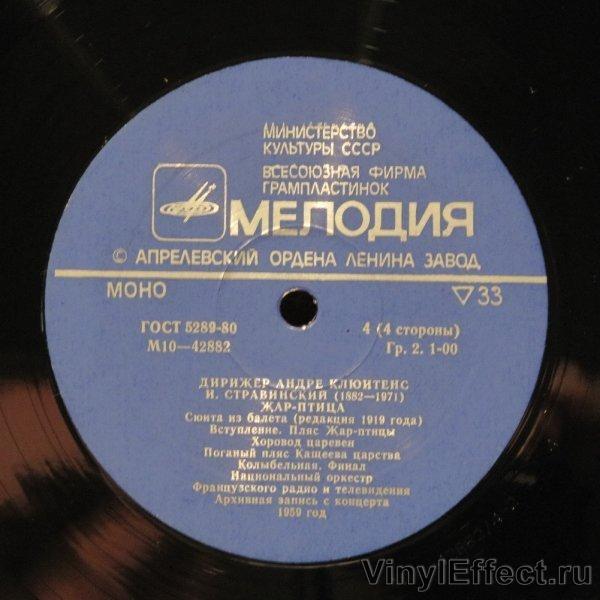 МИНИСТЕРСТВО
КУЛЬТУРЫ СССР
ВСЕСОЮЗНАЯ ФИРМА
ГРАМПЛАСТИНОК
МЕЛОДИЯ
© АПРЕЛЕВСКИЙ ОРДЕНА ЛЕНИНА ЗАВОД
МОНО ▽33
ГОСТ 5289-80 4 (4 стороны)
М10—42882 Гр. 2. 1-00
ДИРИЖЕР АНДРЕ КЛЮИТЕНС
И. СТРАВИНСКИЙ (1882—1971)
ЖАР-ПТИЦА
Сюита из балета (редакция 1919 года)
Вступление. Пляс Жар-птицы
Хоровод царевен
Поганый пляс Кащеева царства
Колыбельная. Финал
Национальный оркестр
Французского радио и телевидения
Архивная запись с концерта
1959 год
VinylEffect.ru